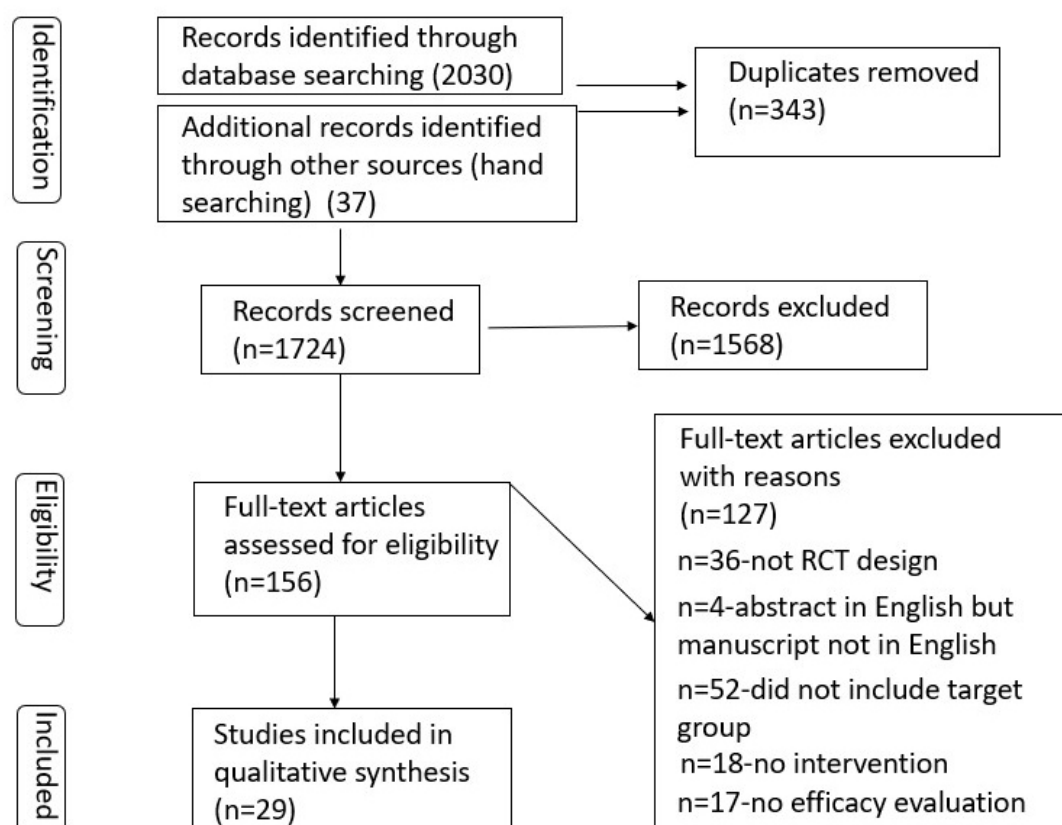 Identification
Records identified through
database searching (2030)
Duplicates removed
(n=343)
Additional records identified
through other sources (hand
searching)  (37)
Screening
Records screened
(n=1724)
Records excluded
(n=1568)
Eligibility
Full-text articles
assessed for eligibility
(n=156)
Full-text articles excluded
with reasons
(n=127)
n=36-not RCT design
n=4-abstract in English but
manuscript not in English
n=52-did not include target
group
n=18-no intervention
n=17-no efficacy evaluation
Included
Studies included in
qualitative synthesis
(n=29)